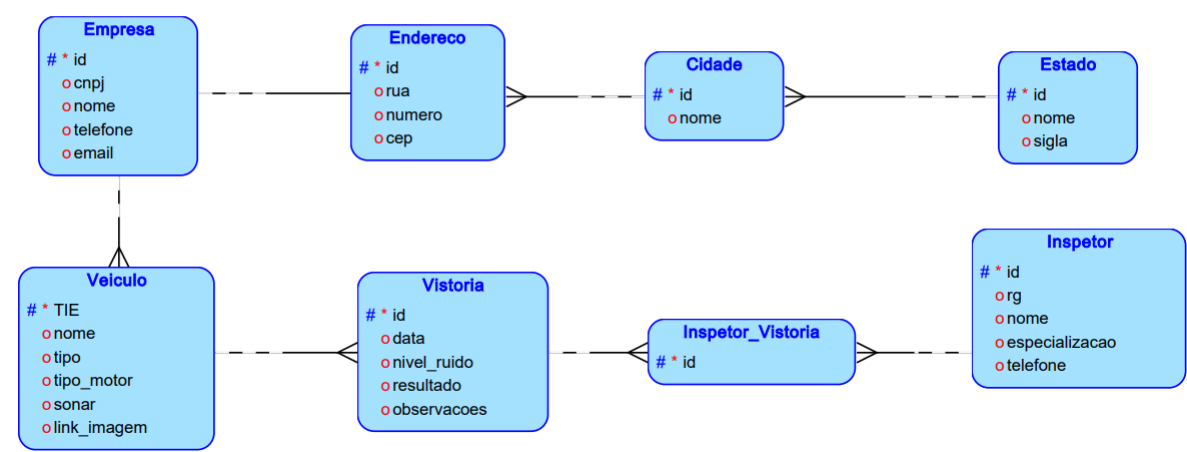 Empresa
# * id
o cnpj
o nome
o telefone
o email
Endereco
# * id
o rua
o numero
o cep
Cidade
# * id
o nome
Estado
# * id
o nome
o sigla
Veiculo
# * TIE
o nome
o tipo
o tipo_motor
o sonar
o link_imagem
Vistoria
# * id
o data
o nivel_ruido
o resultado
o observacoes
Inspetor_Vistoria
# * id
Inspetor
# * id
o rg
o nome
o especializacao
o telefone